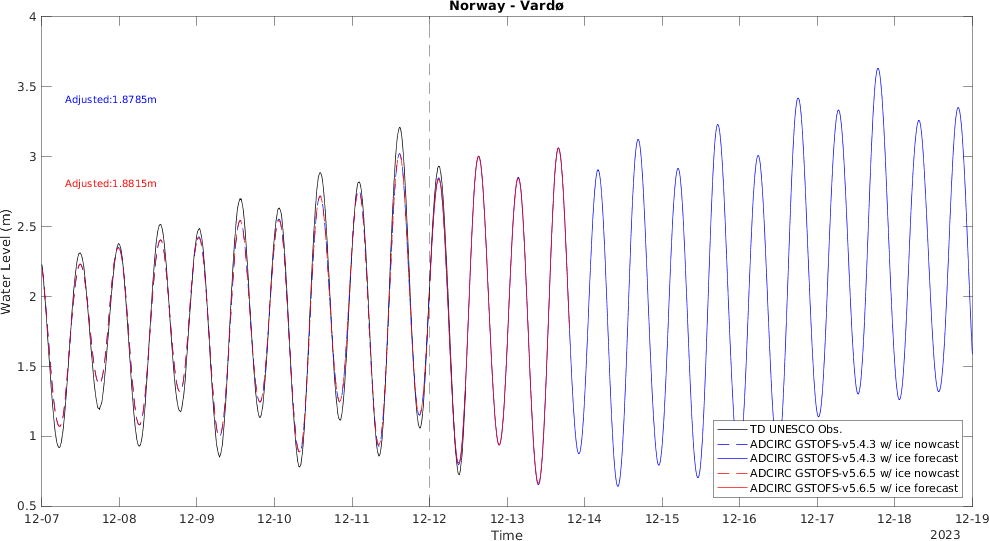 Norway - Vardø
4
3.5
3
2.5
2
1.5
1
0.5
Water Level (m)
Adjusted:1.8785m
Adjusted:1.8815m
TD UNESCO Obs.
ADCIRC GSTOFS-v5.4.3 w/ ice nowcast
ADCIRC GSTOFS-v5.4.3 w/ ice forecast
ADCIRC GSTOFS-v5.6.5 w/ ice nowcast
ADCIRC GSTOFS-v5.6.5 w/ ice forecast
12-07 12-08 12-09 12-10 12-11 12-12 12-13 12-14 12-15 12-16 12-17 12-18 12-19
Time
2023